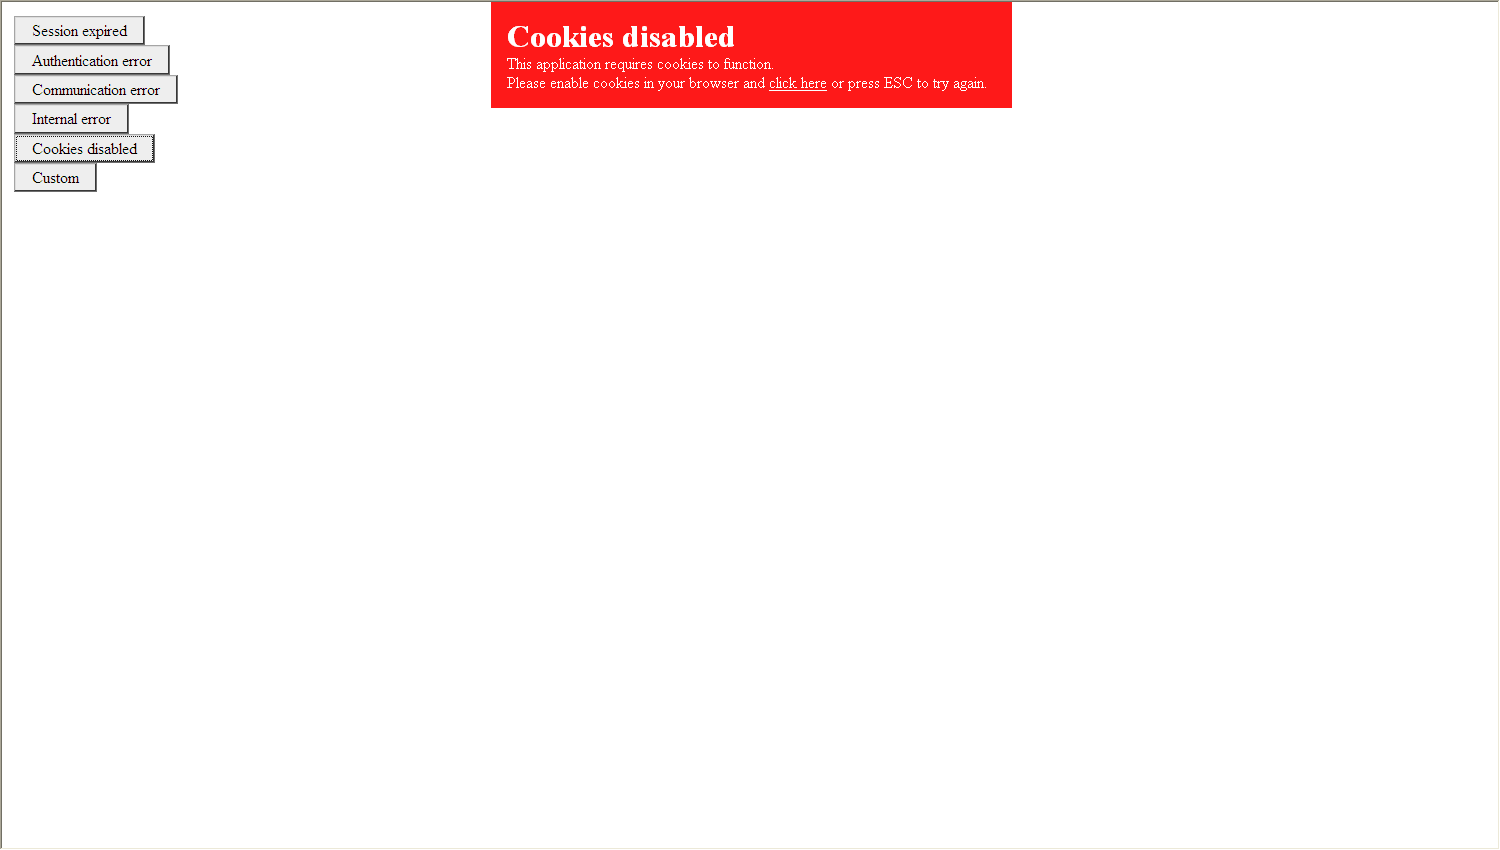 Session expired
Authentication error
Communication error
Internal error
Cookies disabled
Custom
Cookies disabled
This application requires cookies to function.
Please enable cookies in your browser and click here or press ESC to try again.